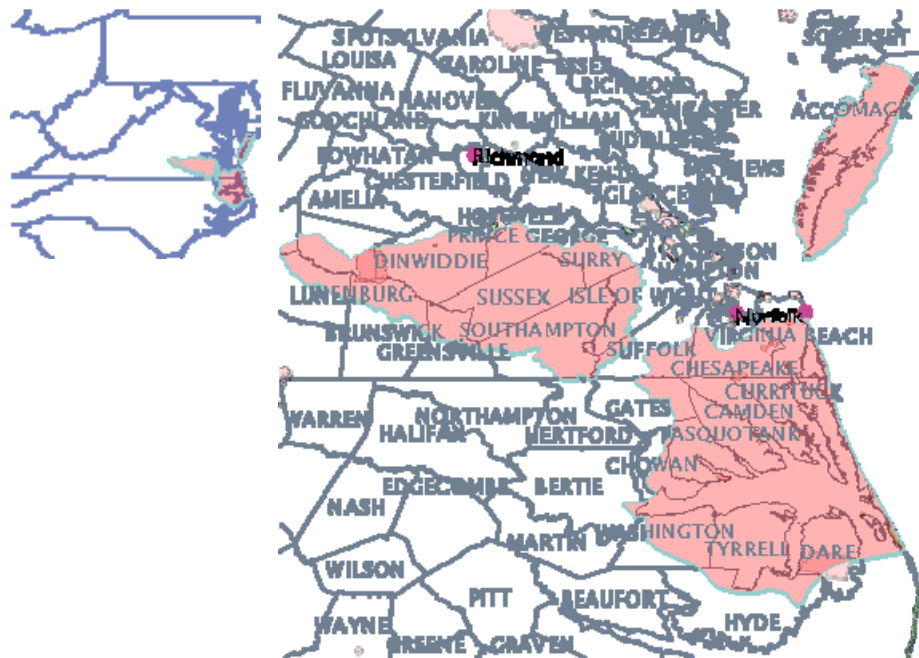 SPOTSYLVANIA
WESTMORELAND
SOMERSET
LOUISA
CAROLINE
ESSEX
FLUVANNA
HANOVER
RICHMOND
ACCOMACK
GOOCHLAND
KING WILLIAM
LANCASTER
POWHATAN
Richmond
NEW KENT
CHESTERFIELD
AMELIA
GLOUCESTER
HOPEWELL
PRINCE GEORGE
DINWIDDIE
SURRY
HAMPTON
LUNENBURG
SUSSEX
ISLE OF WIGHT
Norfolk
BRUNSWICK
SOUTHAMPTON
VIRGINIA BEACH
GREENSVILLE
SUFFOLK
CHESAPEAKE
CURRITUCK
WARREN
NORTHAMPTON
GATES
CAMDEN
HALIFAX
HERTFORD
PASQUOTANK
CHOWAN
EDGECOMBE
BERTIE
NASH
MARTIN
WASHINGTON
TYRRELL
DARE
WILSON
PITT
BEAUFORT
WAYNE
HYDE
GREENE
CRAVEN